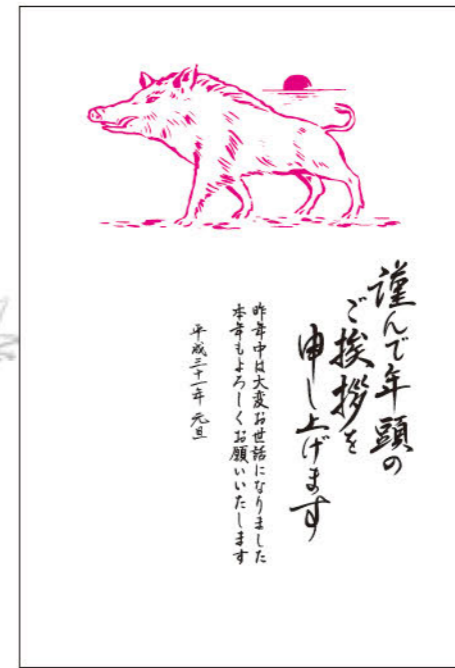 謹んで年頭の
ご挨拶を
申し上げます
昨年中は大変お世話になりました
本年もよろしくお願いいたします
平成三十一年 元旦